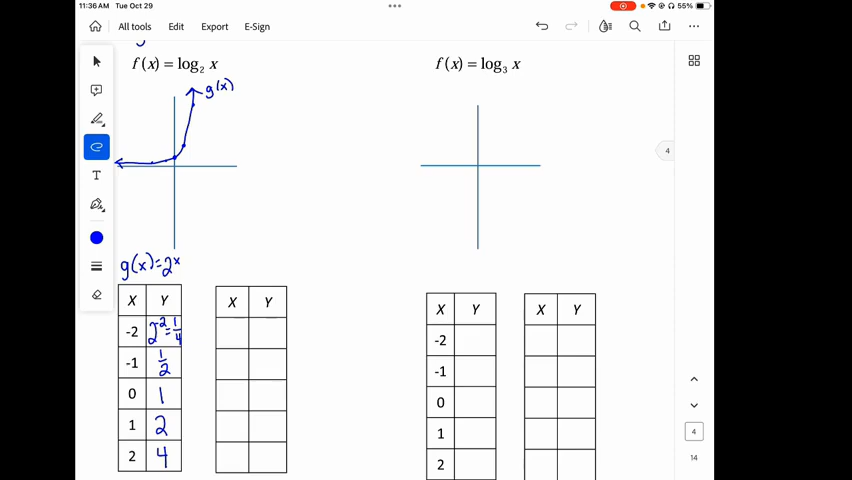 11:36 AM Tue Oct 29
55%
All tools Edit Export E-Sign
f(x) = log₂ x
f(x) = log₃ x
g(x)
4
g(x)=2ˣ
X Y
-2 2⁻²=1/4
-1 1/2
0 1
1 2
2 4
X Y
X Y
-2
-1
0
1
2
X Y
4
14